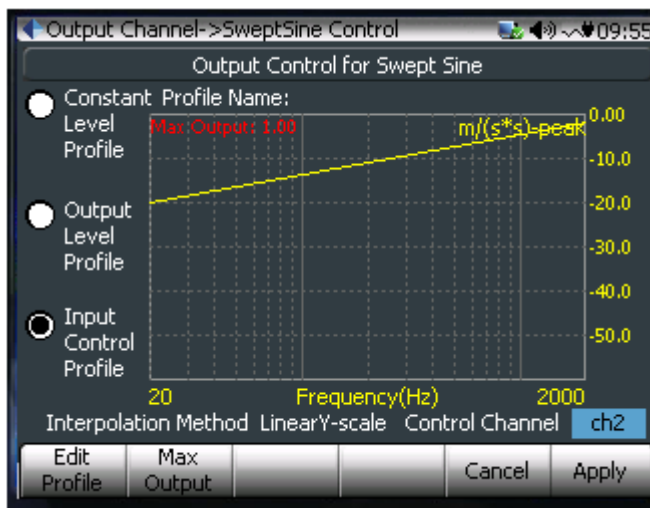 Output Channel->SweptSine Control 09:55
Output Control for Swept Sine
Constant Level Profile
Profile Name:
Max Output: 1.00
m/(s*s)-peak
0.00
-10.0
-20.0
-30.0
-40.0
-50.0
Output Level Profile
Input Control Profile
20 Frequency(Hz) 2000
Interpolation Method LinearY-scale Control Channel ch2
Edit Profile
Max Output
Cancel
Apply